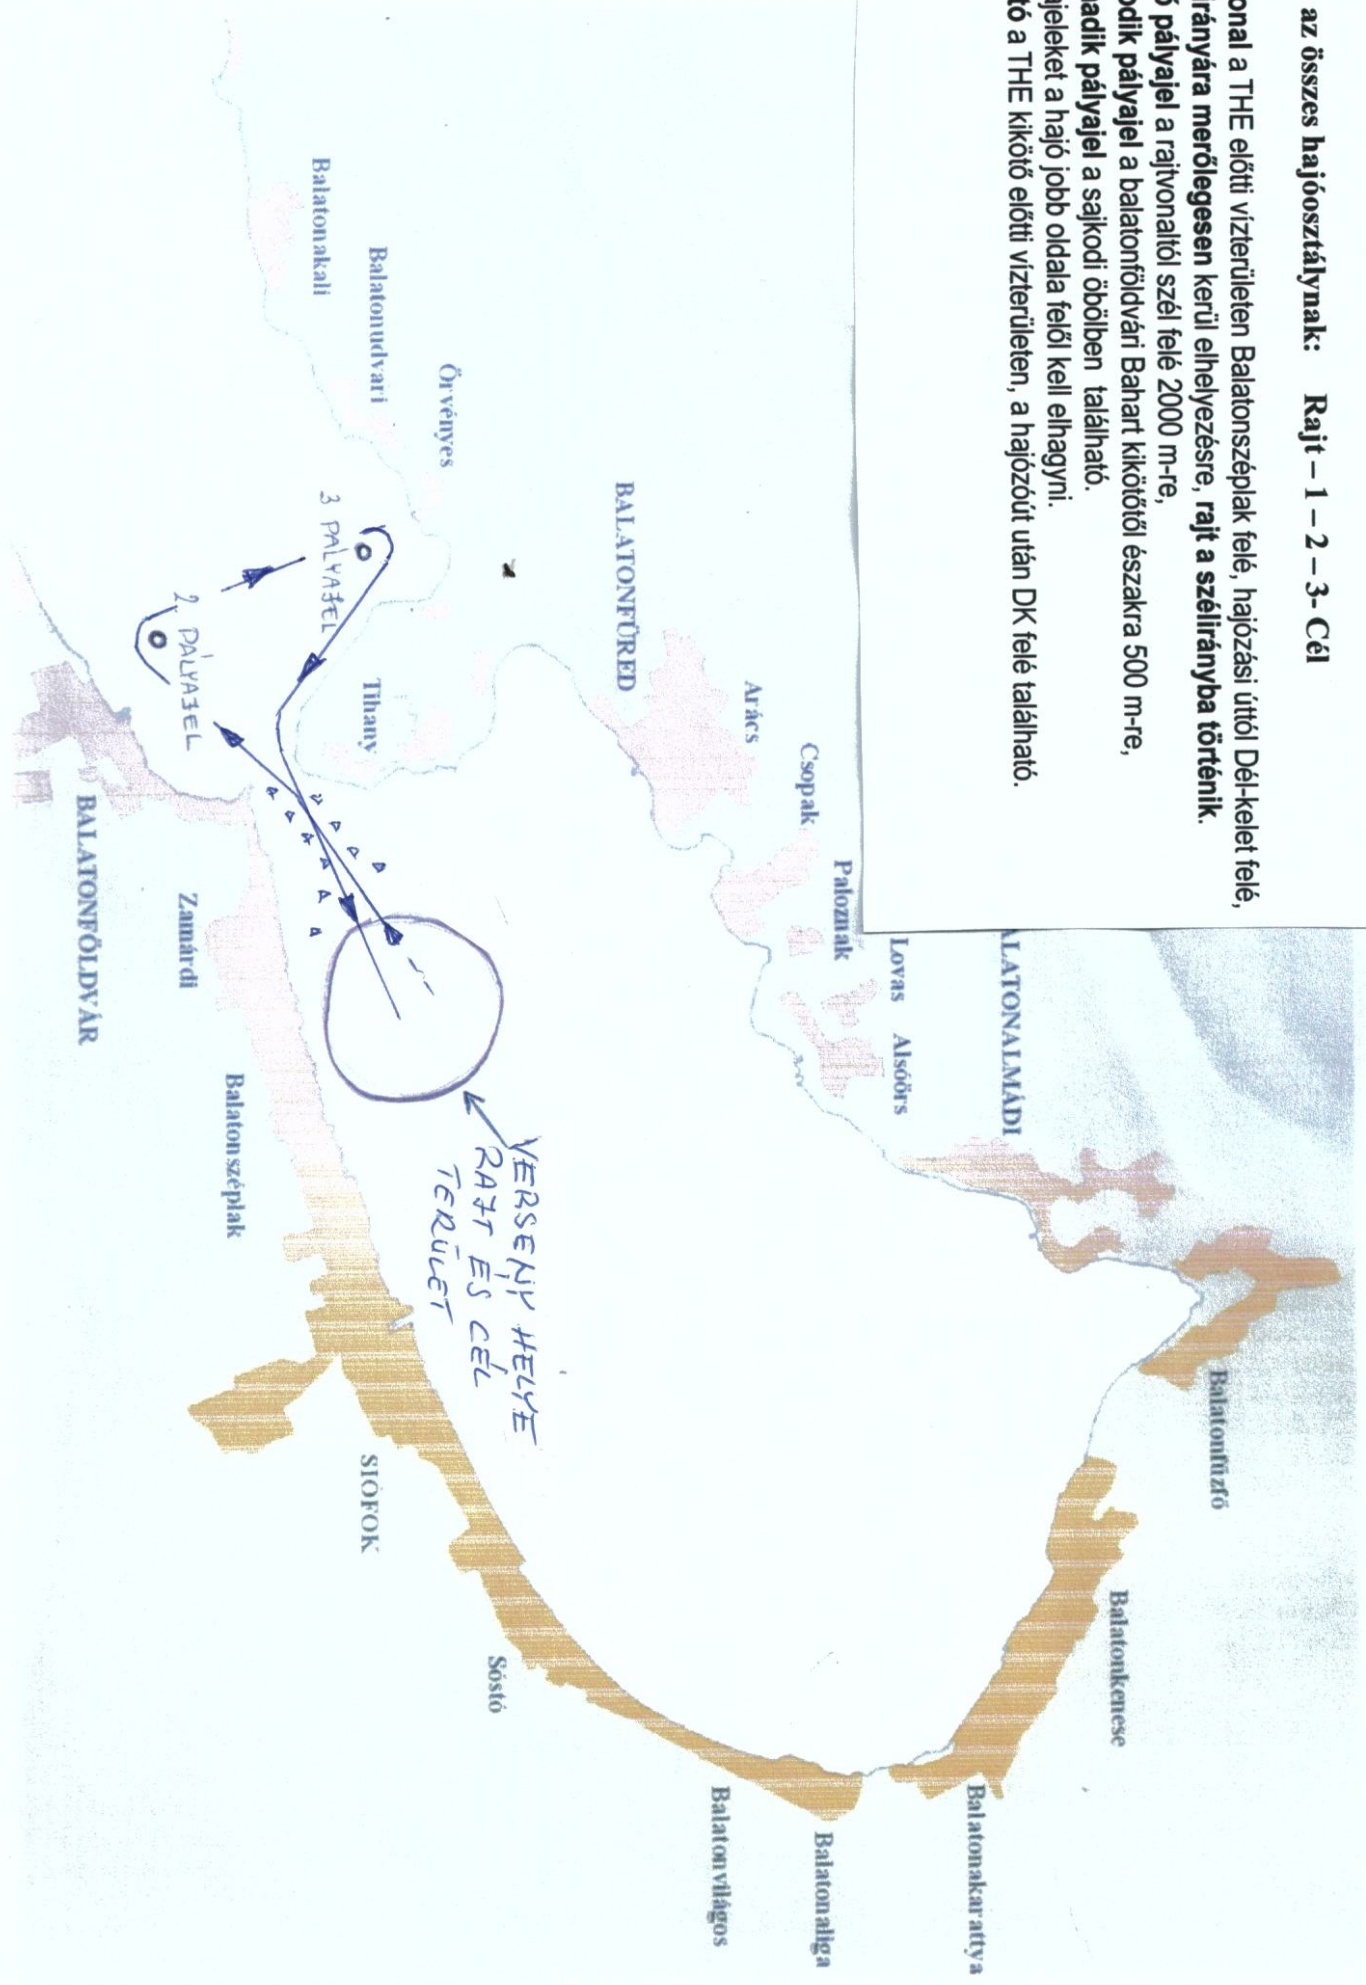 az összes hajóosztálynak: Rajt – 1 – 2 – 3- Cél
onal a THE előtti vízterületen Balatonszéplak felé, hajózási úttól Dél-kelet felé,
irányára merőlegesen kerül elhelyezésre, rajt a szélirányba történik.
ő pályajel a rajtvonaltól szél felé 2000 m-re,
odik pályajel a balatonföldvári Bahart kikötőtől északra 500 m-re,
nadik pályajel a sajkodi öbölben található.
ajeleket a hajó jobb oldala felől kell elhagyni.
tó a THE kikötő előtti vízterületen, a hajózóút után DK felé található.
ALATONALMÁDI
Balatonfűzfő
Balatonkenese
Balatonakarattya
Balatonaliga
Balatonvilágos
Lovas
Alsóörs
Paloznak
Csopak
Arács
BALATONFÜRED
Örvényes
Balatonudvari
Balatonakali
Tihany
3 PÁLYAJEL
2. PÁLYAJEL
VERSENY HELYE
RAJT ÉS CÉL
TERÜLET
Sóstó
SIÓFOK
Balatonszéplak
Zamárdi
BALATONFÖLDVÁR